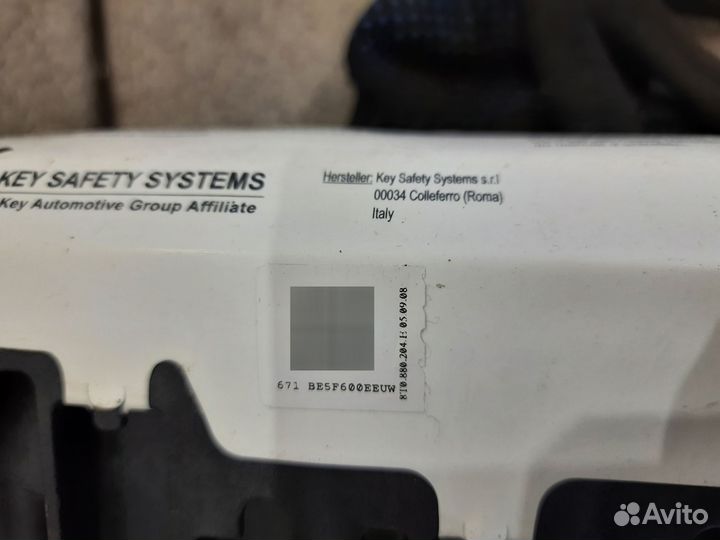 KEY SAFETY SYSTEMS
Key Automotive Group Affiliate
Hersteller: Key Safety Systems s.r.l
00034 Colleferro (Roma)
Italy
8T0.880.204.E 05.09.08
671 BE5F600EEUW
Avito